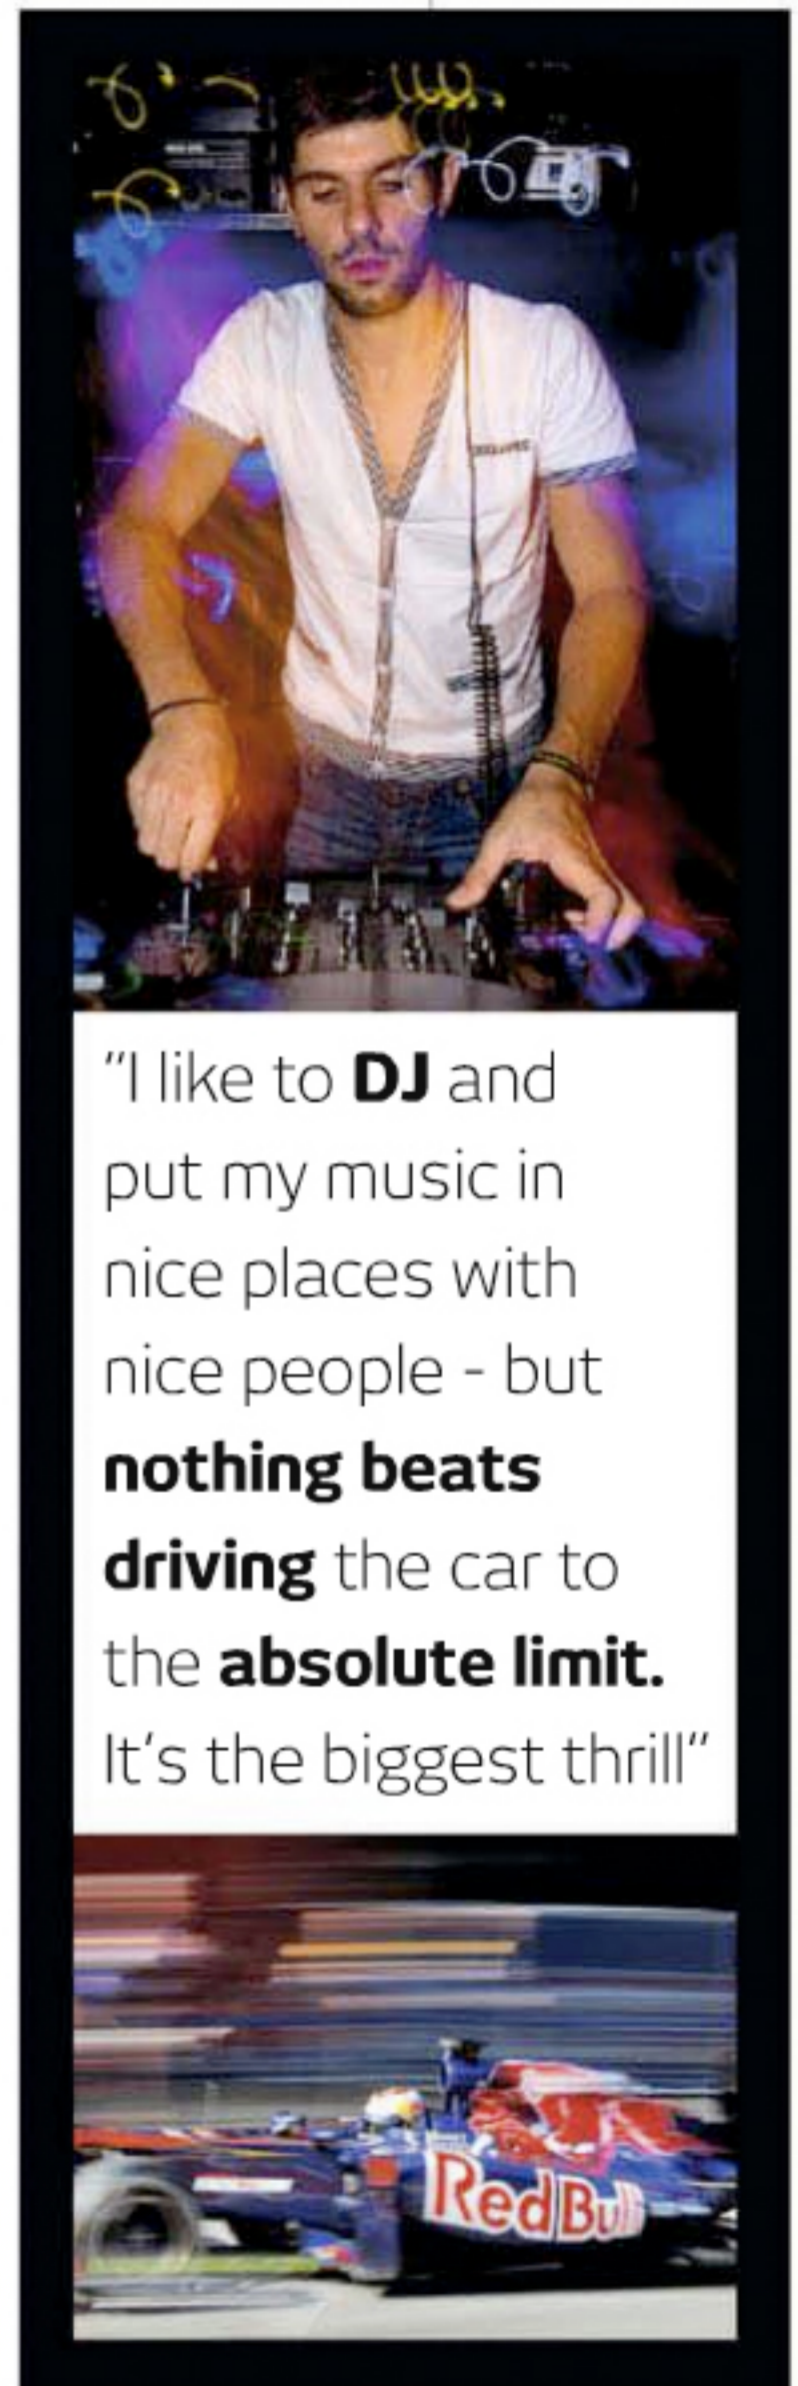 "I like to DJ and
put my music in
nice places with
nice people - but
nothing beats
driving the car to
the absolute limit.
It's the biggest thrill"
Red Bull